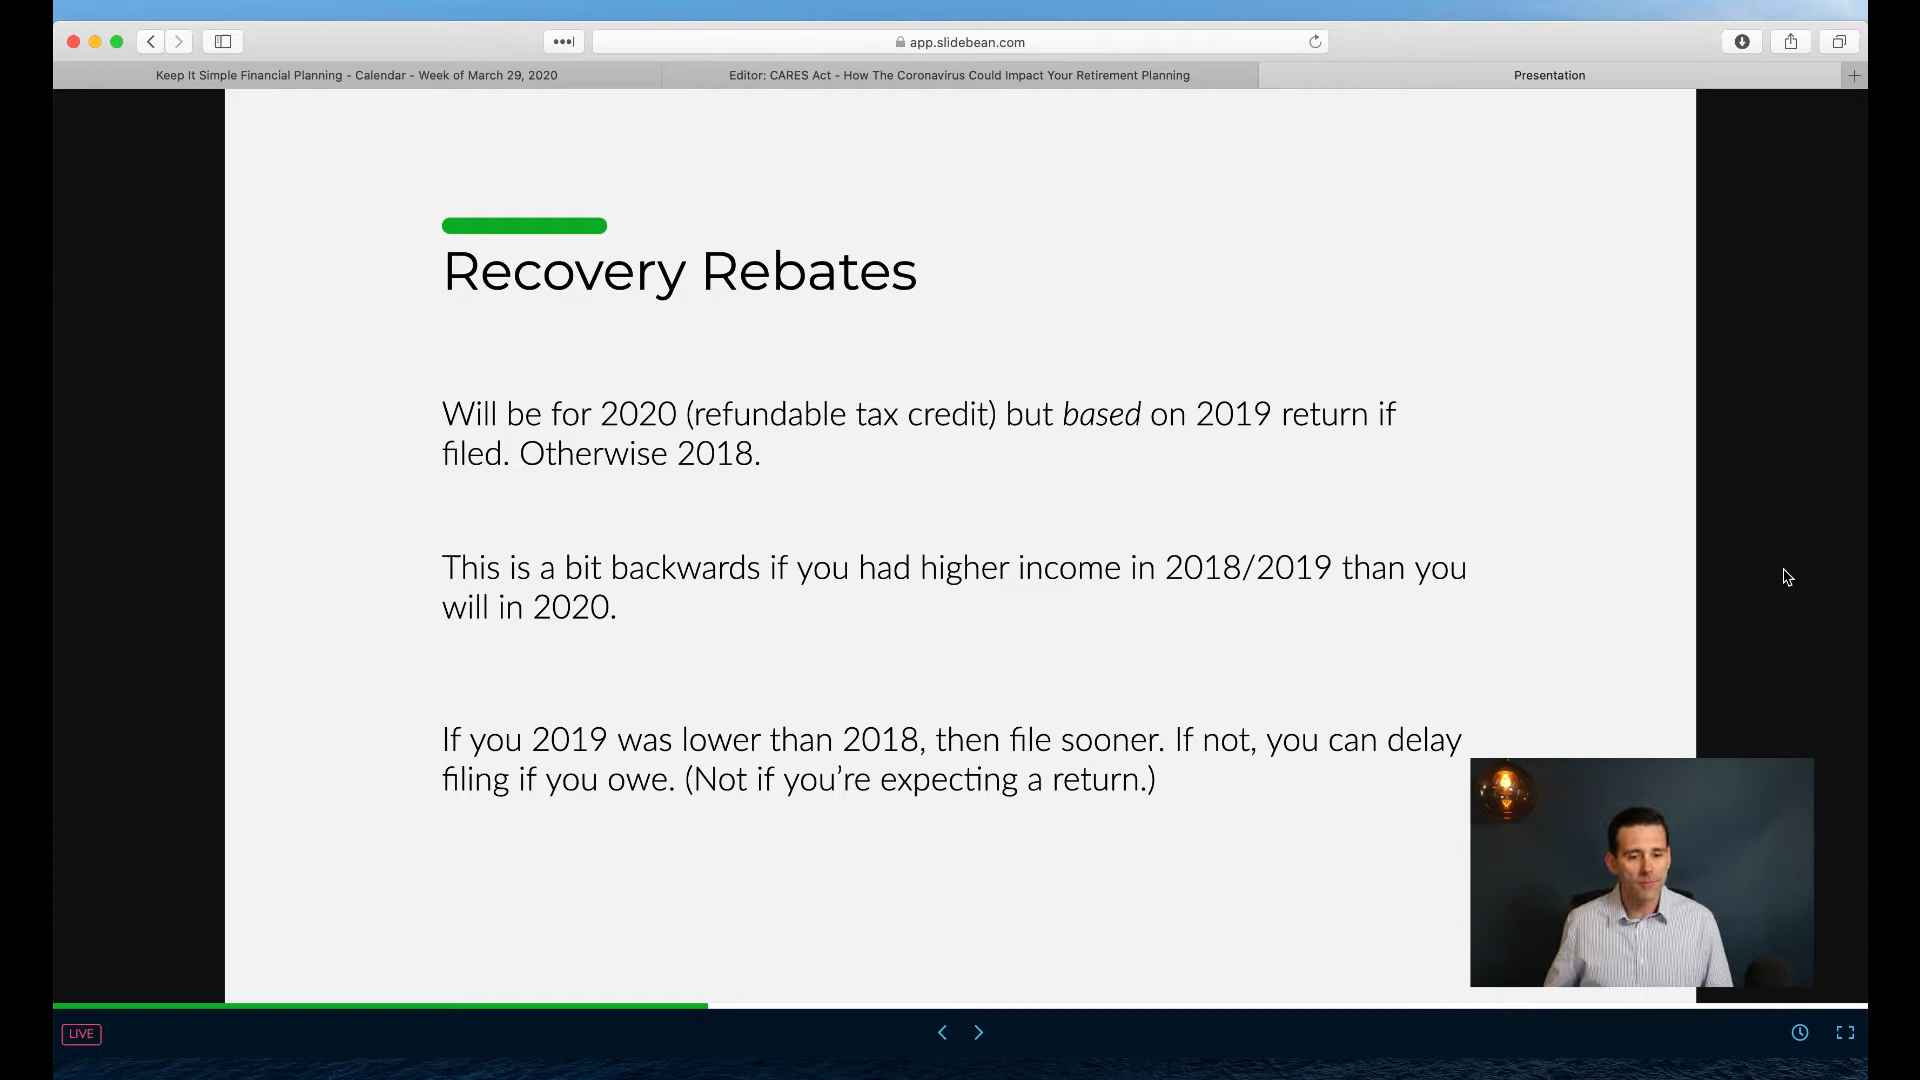 app.slidebean.com
Keep It Simple Financial Planning - Calendar - Week of March 29, 2020
Editor: CARES Act - How The Coronavirus Could Impact Your Retirement Planning
Presentation
Recovery Rebates
Will be for 2020 (refundable tax credit) but based on 2019 return if
filed. Otherwise 2018.
This is a bit backwards if you had higher income in 2018/2019 than you
will in 2020.
If you 2019 was lower than 2018, then file sooner. If not, you can delay
filing if you owe. (Not if you’re expecting a return.)
LIVE